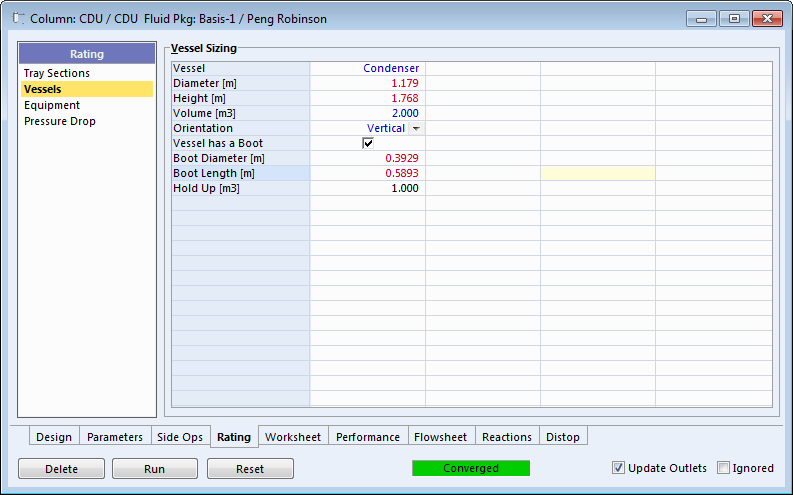 Column: CDU / CDU  Fluid Pkg: Basis-1 / Peng Robinson
Rating
Tray Sections
Vessels
Equipment
Pressure Drop
Vessel Sizing
Vessel Condenser
Diameter [m] 1.179
Height [m] 1.768
Volume [m3] 2.000
Orientation Vertical
Vessel has a Boot
Boot Diameter [m] 0.3929
Boot Length [m] 0.5893
Hold Up [m3] 1.000
Design Parameters Side Ops Rating Worksheet Performance Flowsheet Reactions Distop
Delete Run Reset Converged Update Outlets Ignored